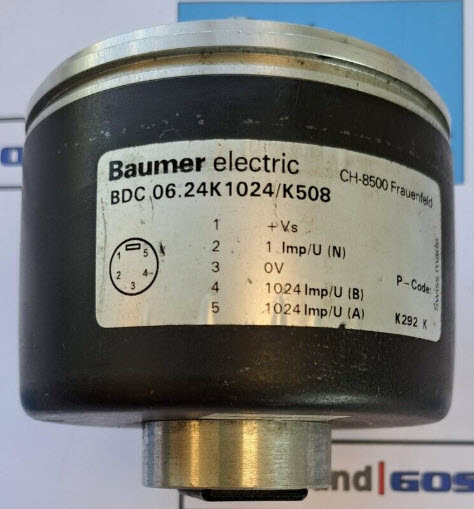 Baumer electric
CH-8500 Frauenfeld
BDC 06.24K1024/K508
1 +Vs
2 1 Imp/U (N)
3 0V
4 1024 Imp/U (B)
5 1024 Imp/U (A)
1 5
2 4
3
P-Code:
K292 K
Swiss made
and|GOS